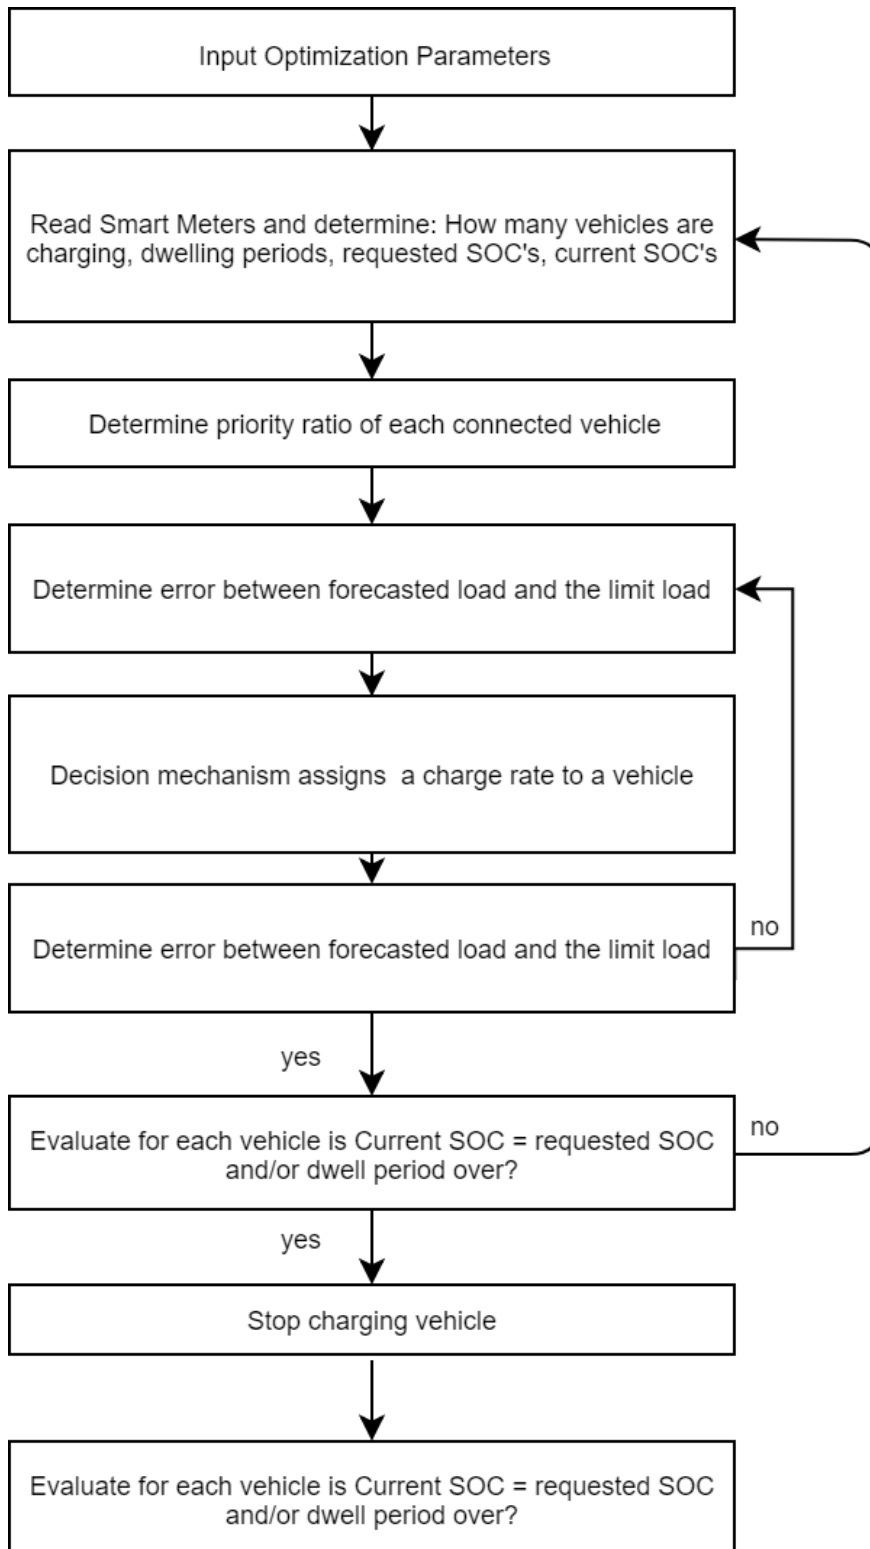 Input Optimization Parameters
Read Smart Meters and determine: How many vehicles are
charging, dwelling periods, requested SOC's, current SOC's
Determine priority ratio of each connected vehicle
Determine error between forecasted load and the limit load
Decision mechanism assigns  a charge rate to a vehicle
no
Determine error between forecasted load and the limit load
yes
no
Evaluate for each vehicle is Current SOC = requested SOC
and/or dwell period over?
yes
Stop charging vehicle
Evaluate for each vehicle is Current SOC = requested SOC
and/or dwell period over?